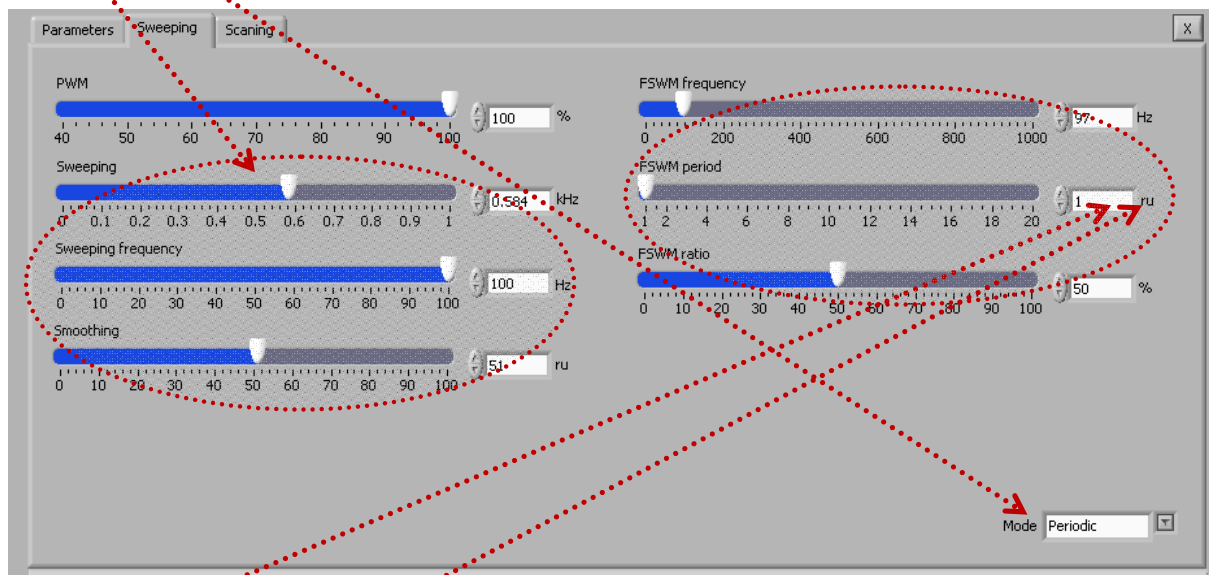 Parameters Sweeping Scaning X
PWM
100 %
40 50 60 70 80 90 100
Sweeping
0.584 kHz
0 0.1 0.2 0.3 0.4 0.5 0.6 0.7 0.8 0.9 1
Sweeping frequency
100 Hz
0 10 20 30 40 50 60 70 80 90 100
Smoothing
51 ru
0 10 20 30 40 50 60 70 80 90 100
FSWM frequency
97 Hz
0 200 400 600 800 1000
FSWM period
1 ru
1 2 4 6 8 10 12 14 16 18 20
FSWM ratio
50 %
0 10 20 30 40 50 60 70 80 90 100
Mode Periodic